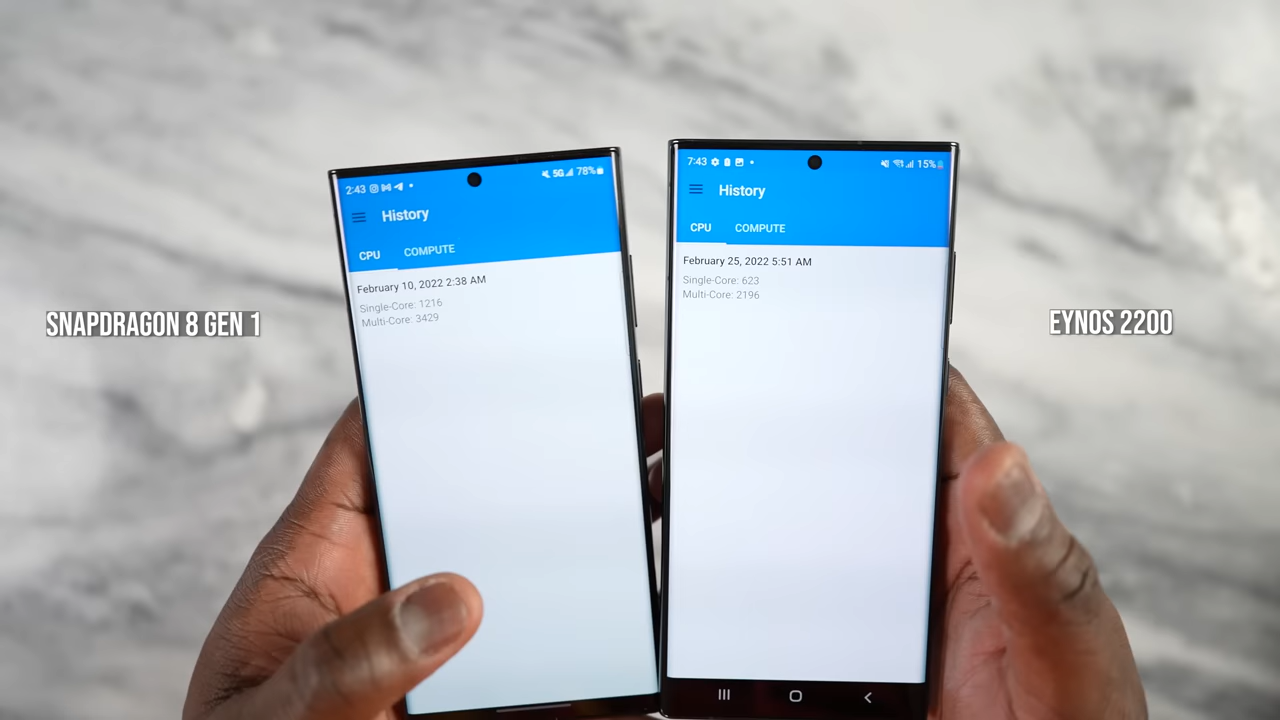 SNAPDRAGON 8 GEN 1
2:43 5G 78%
History
CPU COMPUTE
February 10, 2022 2:38 AM
Single-Core: 1216
Multi-Core: 3429
7:43 15%
History
CPU COMPUTE
February 25, 2022 5:51 AM
Single-Core: 623
Multi-Core: 2196
EYNOS 2200